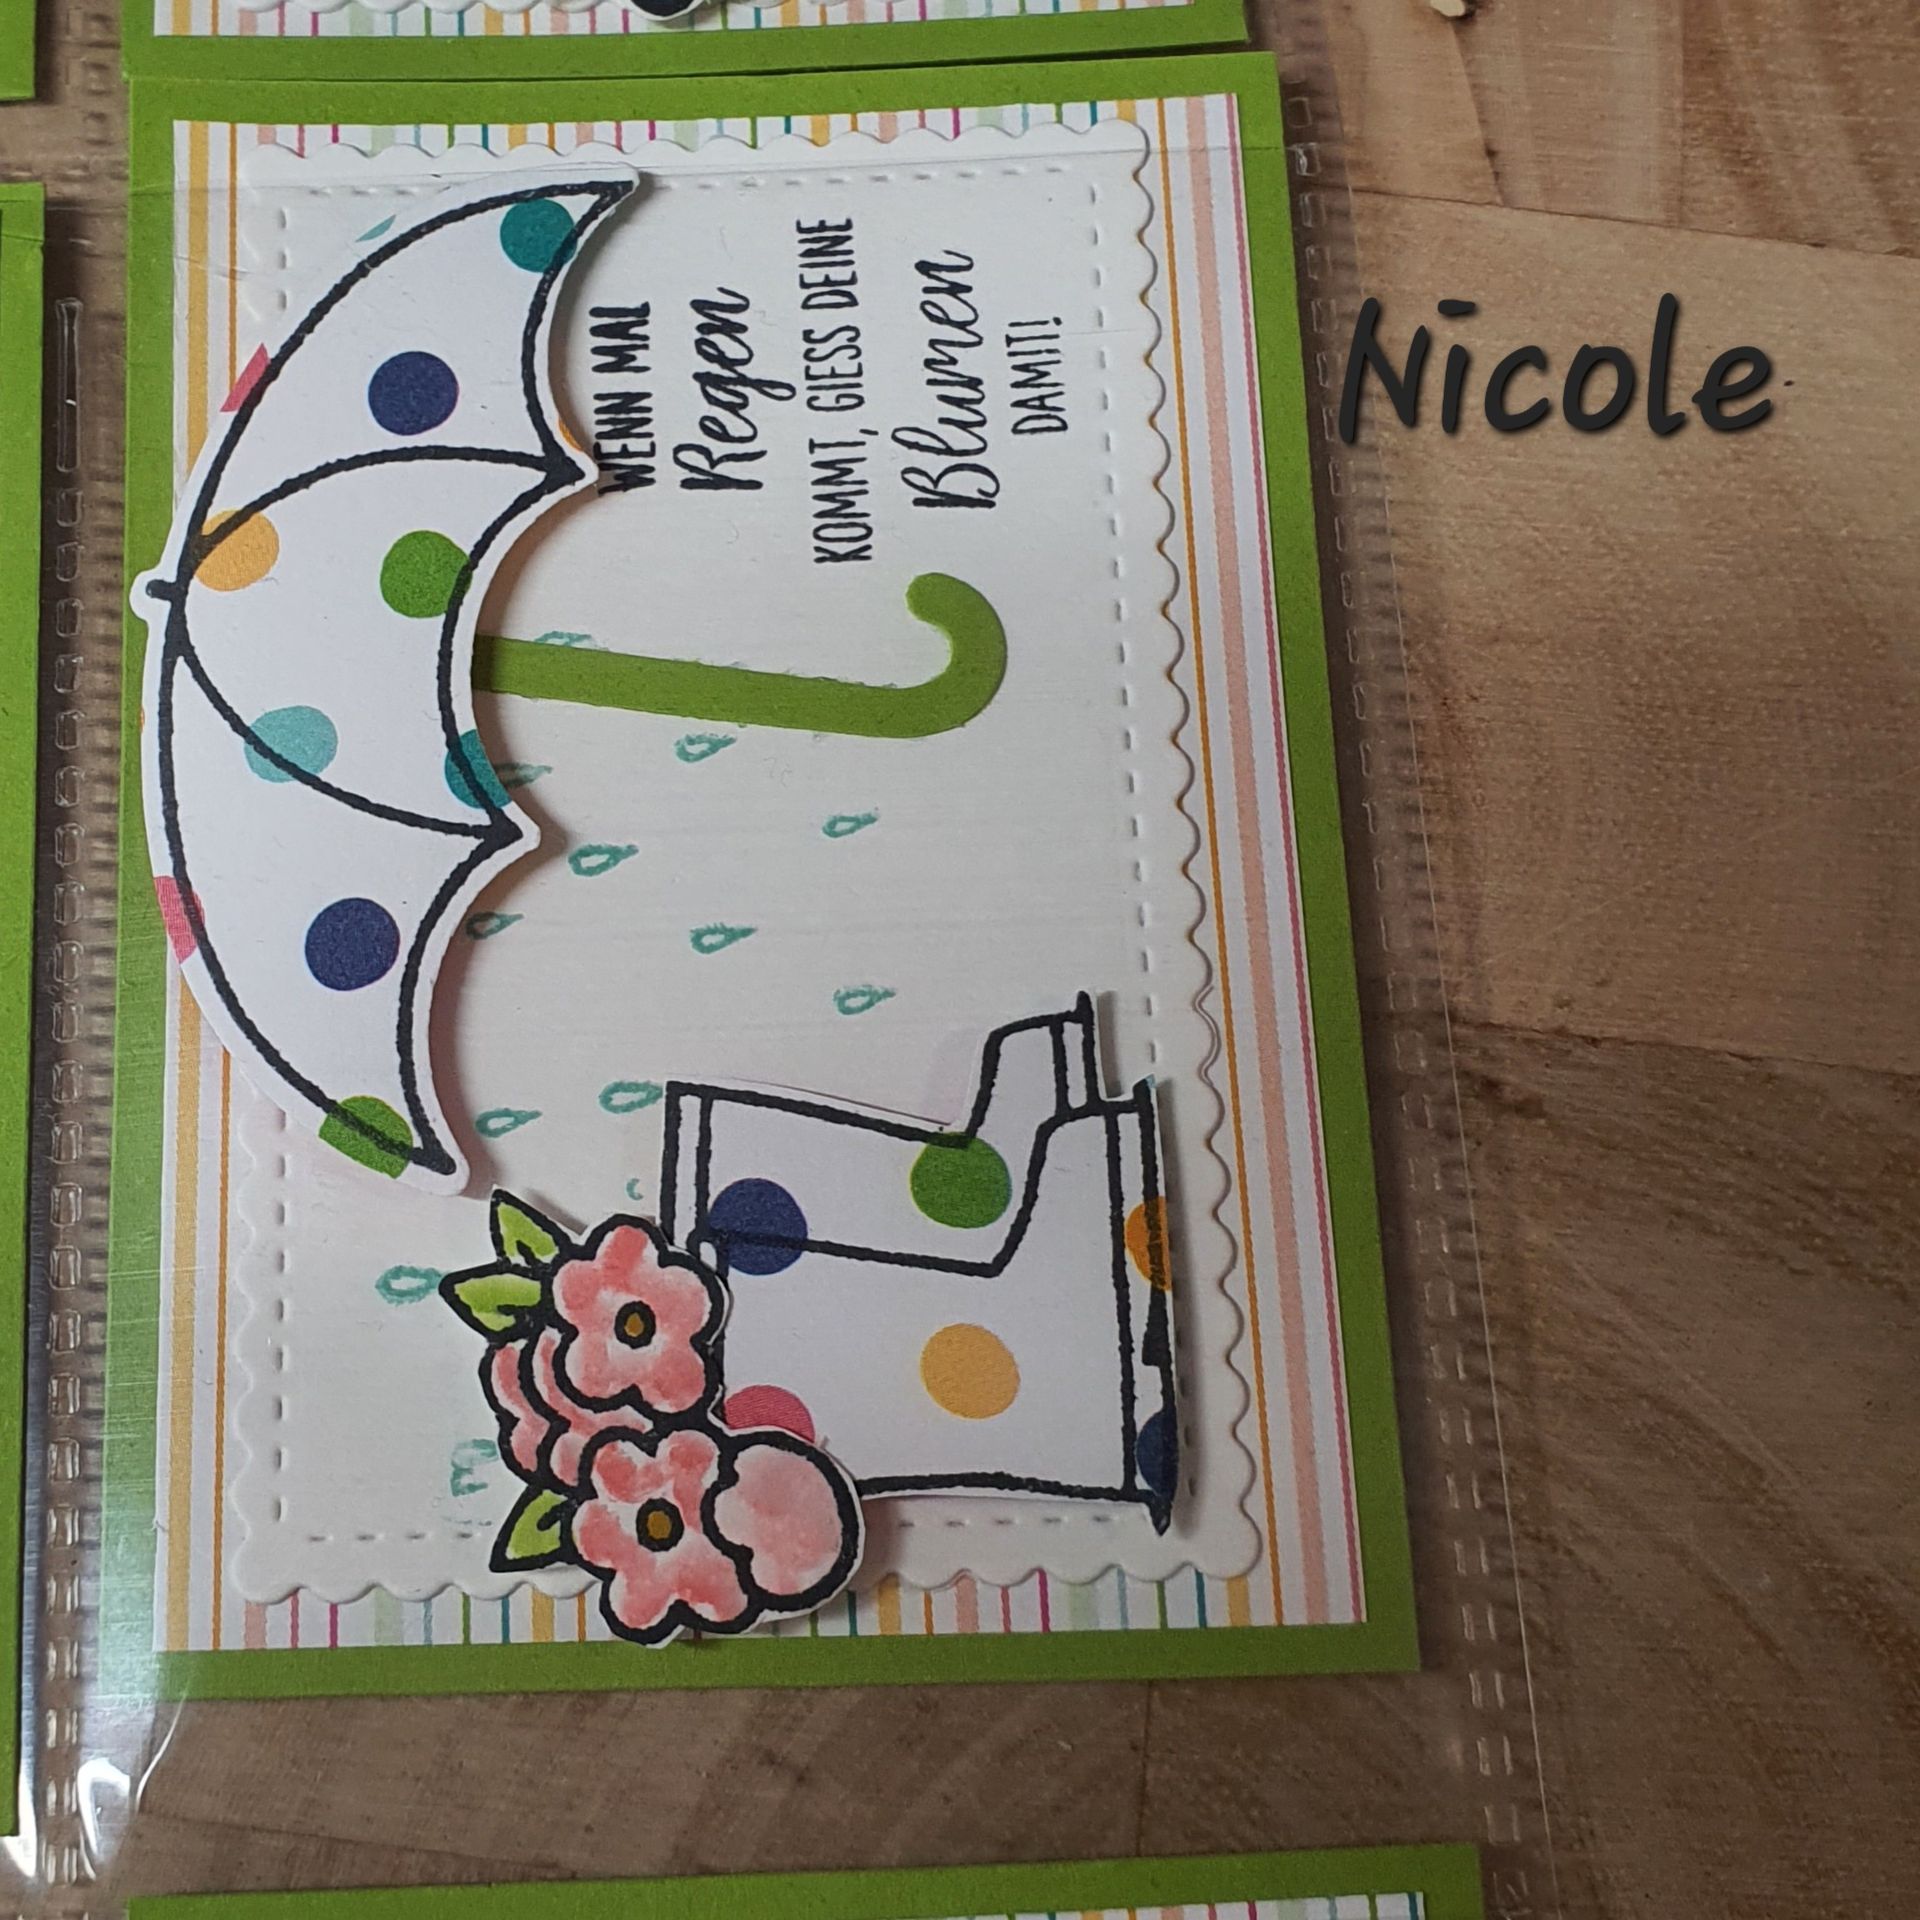 WENN MAL
Regen
KOMMT, GIESS DEINE
Blumen
DAMIT!
Nicole